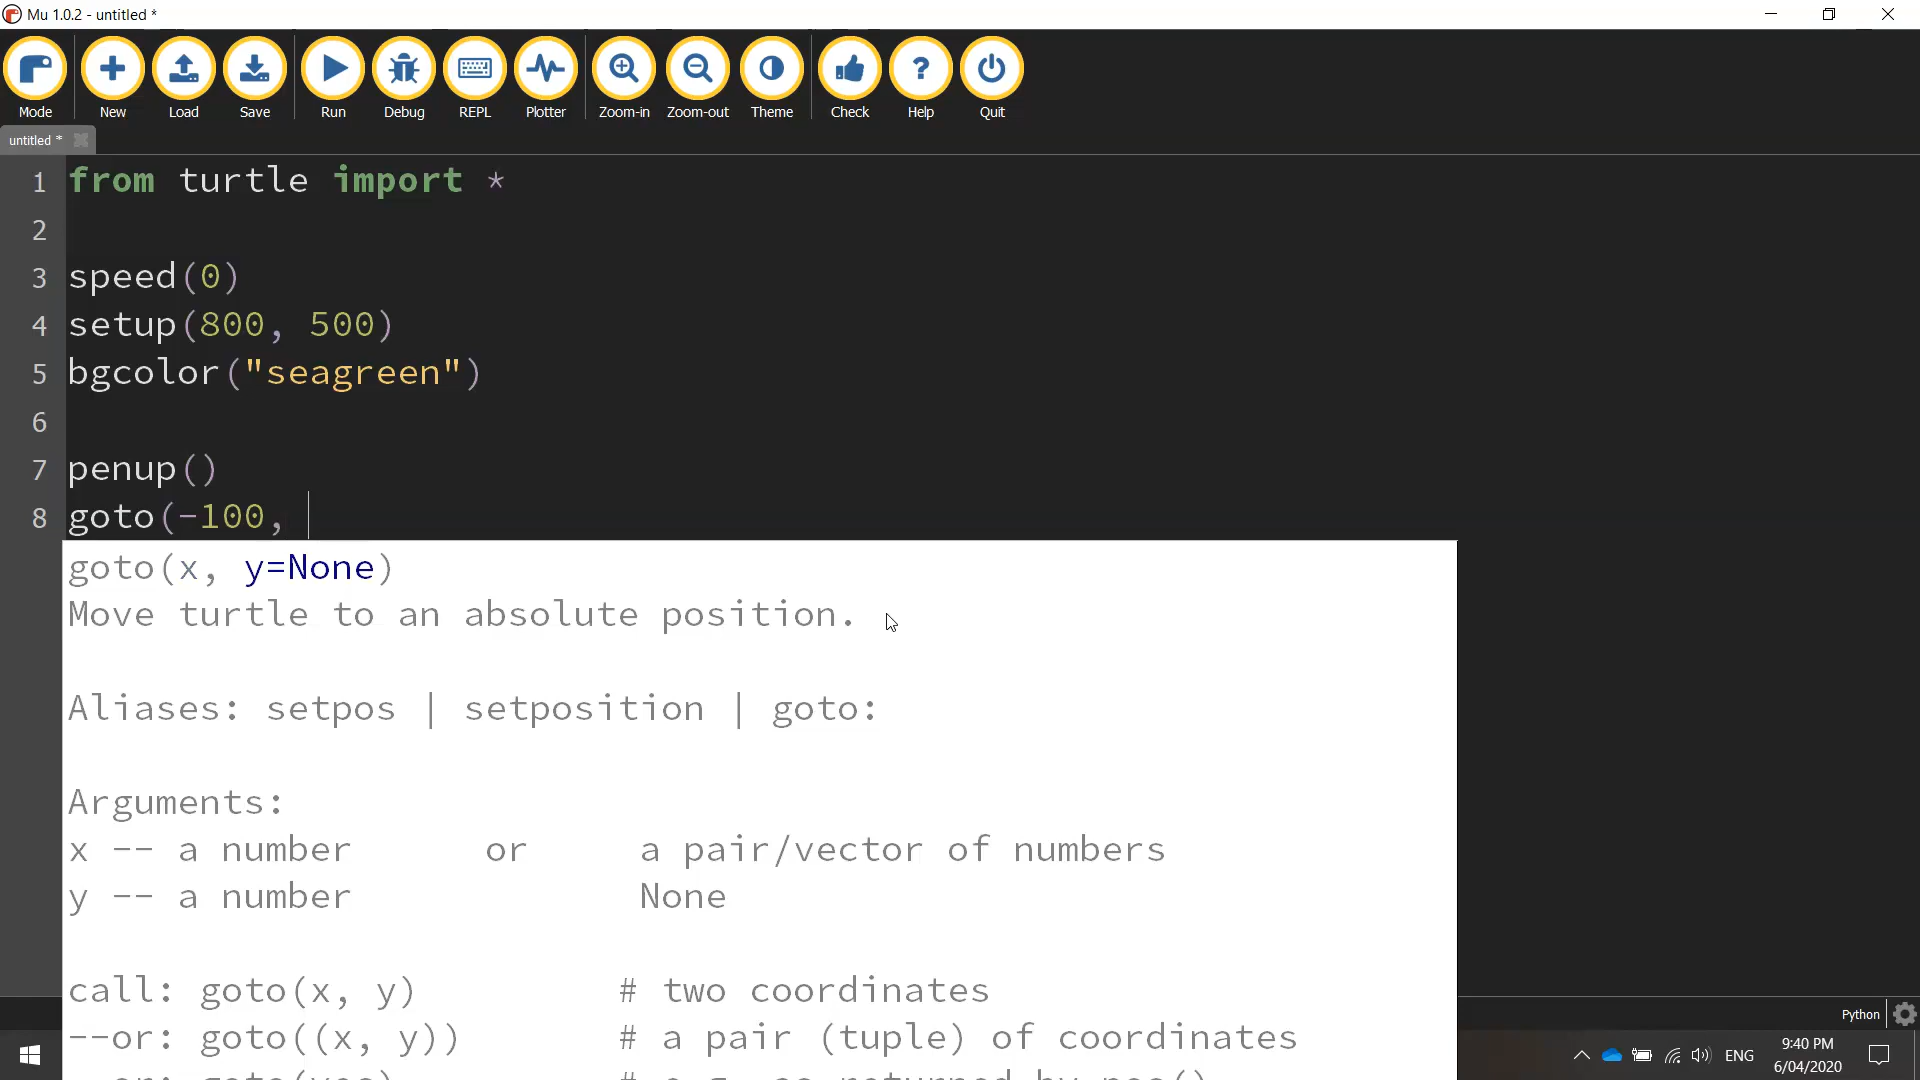 Mu 1.0.2 - untitled *
Mode New Load Save Run Debug REPL Plotter Zoom-in Zoom-out Theme Check Help Quit
untitled *
1 from turtle import *
2
3 speed(0)
4 setup(800, 500)
5 bgcolor("seagreen")
6
7 penup()
8 goto(-100,
goto(x, y=None)
Move turtle to an absolute position.
Aliases: setpos | setposition | goto:
Arguments:
x -- a number or a pair/vector of numbers
y -- a number None
call: goto(x, y) # two coordinates
--or: goto((x, y)) # a pair (tuple) of coordinates
Python
ENG
9:40 PM
6/04/2020